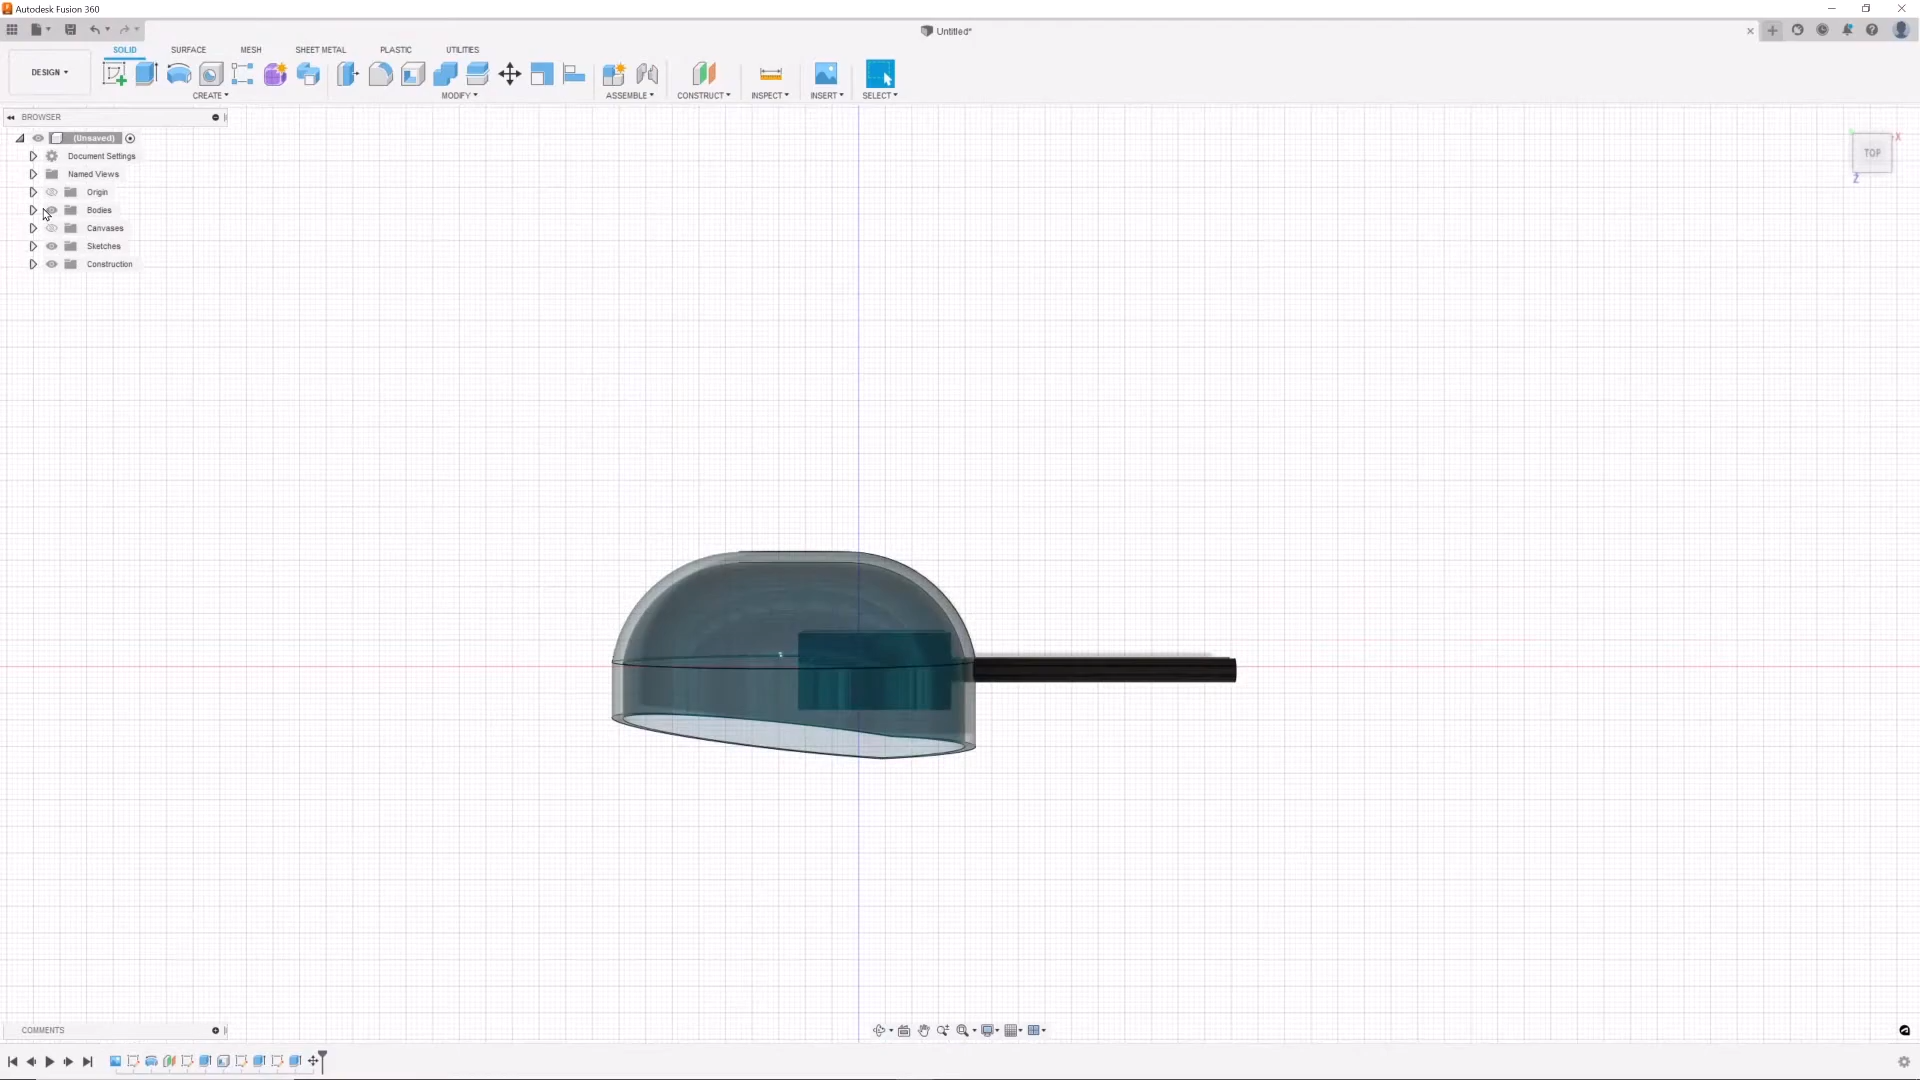 Autodesk Fusion 360
Untitled*
DESIGN
SOLID SURFACE MESH SHEET METAL PLASTIC UTILITIES
CREATE MODIFY ASSEMBLE CONSTRUCT INSPECT INSERT SELECT
BROWSER
(Unsaved)
Document Settings
Named Views
Origin
Bodies
Canvases
Sketches
Construction
X
TOP
Z
COMMENTS